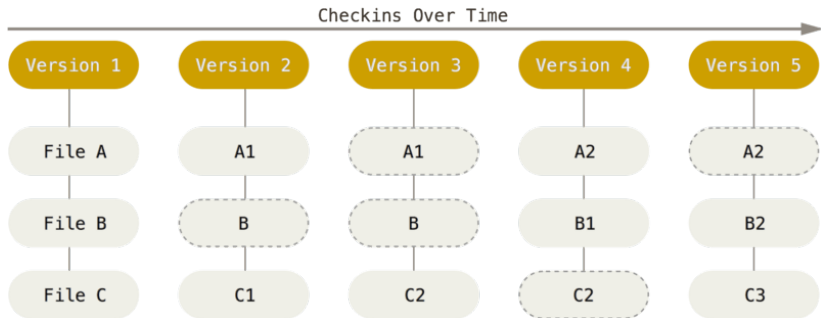 Checkins Over Time
Version 1 Version 2 Version 3 Version 4 Version 5
File A A1 A1 A2 A2
File B B B B1 B2
File C C1 C2 C2 C3